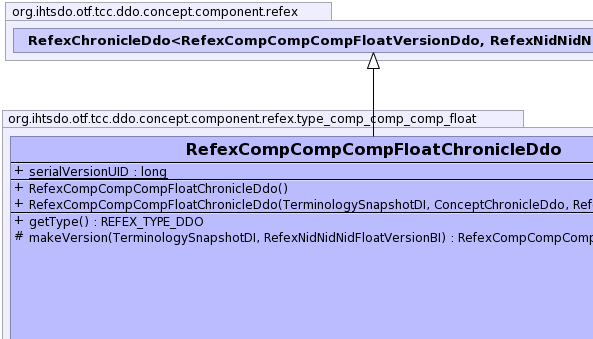 org.ihtsdo.otf.tcc.ddo.concept.component.refex
RefexChronicleDdo<RefexCompCompCompFloatVersionDdo, RefexNidNidN
org.ihtsdo.otf.tcc.ddo.concept.component.refex.type_comp_comp_comp_float
RefexCompCompCompFloatChronicleDdo
+ serialVersionUID : long
+ RefexCompCompCompFloatChronicleDdo()
+ RefexCompCompCompFloatChronicleDdo(TerminologySnapshotDI, ConceptChronicleDdo, Ref
+ getType() : REFEX_TYPE_DDO
# makeVersion(TerminologySnapshotDI, RefexNidNidNidFloatVersionBI) : RefexCompCompComp